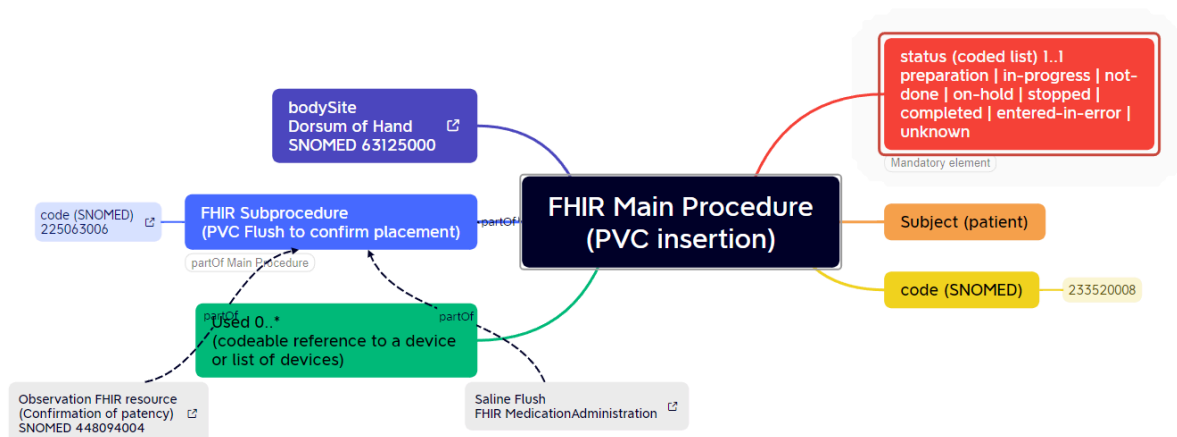 status (coded list) 1..1
preparation | in-progress | not-
done | on-hold | stopped |
completed | entered-in-error |
unknown
Mandatory element
bodySite
Dorsum of Hand
SNOMED 63125000
FHIR Main Procedure
(PVC insertion)
code (SNOMED)
225063006
FHIR Subprocedure
(PVC Flush to confirm placement)
partOf
partOf Main Procedure
Subject (patient)
code (SNOMED)
233520008
partOf
partOf
Used 0..*
(codeable reference to a device
or list of devices)
Observation FHIR resource
(Confirmation of patency)
SNOMED 448094004
Saline Flush
FHIR MedicationAdministration